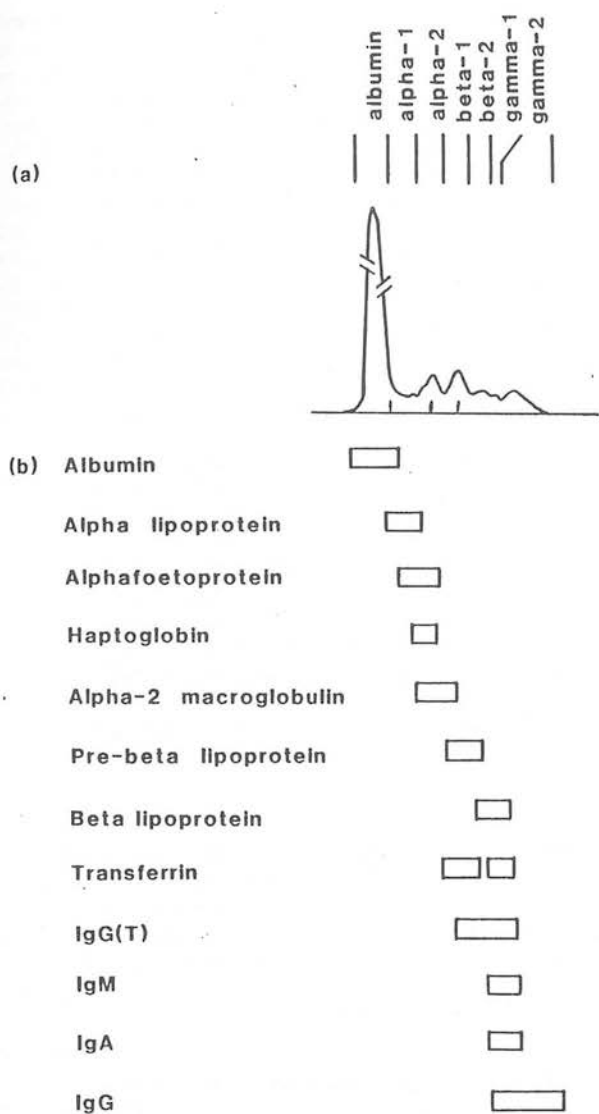 albumin
alpha-1
alpha-2
beta-1
beta-2
gamma-1
gamma-2
(a)
(b) Albumin
Alpha lipoprotein
Alphafoetoprotein
Haptoglobin
Alpha-2 macroglobulin
Pre-beta lipoprotein
Beta lipoprotein
Transferrin
IgG(T)
IgM
IgA
IgG